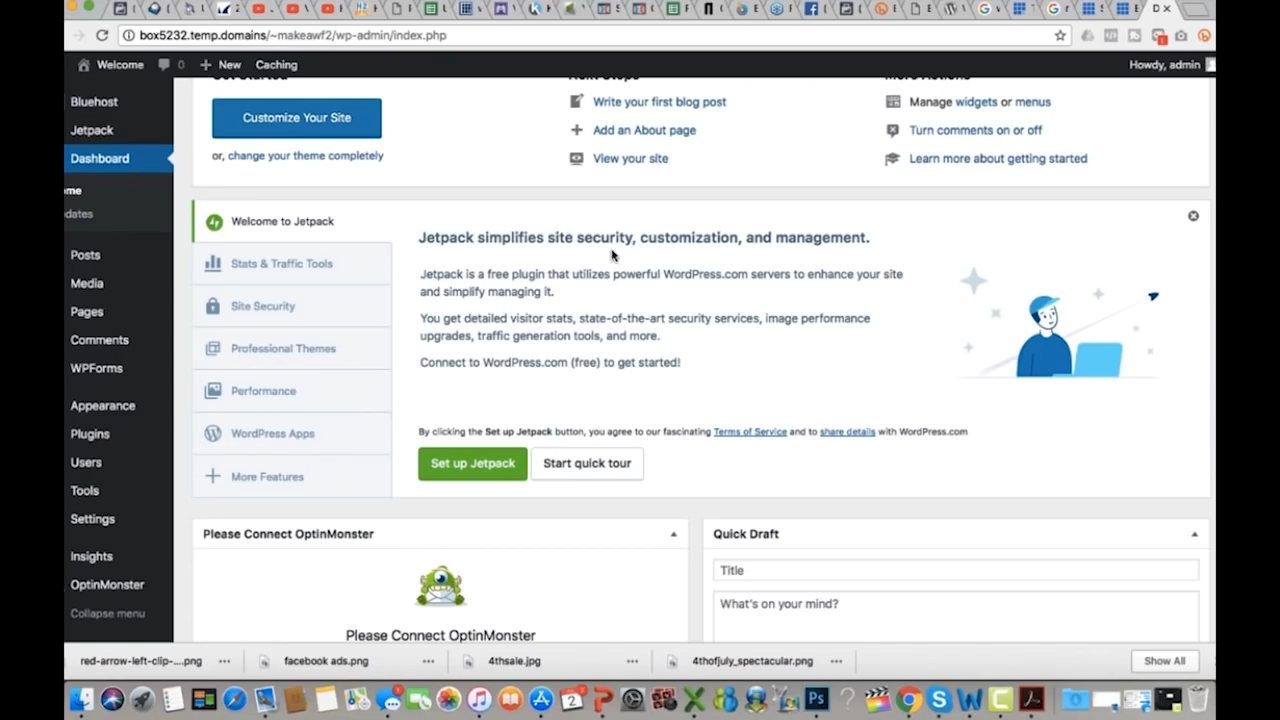 box5232.temp.domains/~makeawf2/wp-admin/index.php
Welcome 0 New Caching Howdy, admin
Bluehost
Jetpack
Dashboard
ome
dates
Posts
Media
Pages
Comments
WPForms
Appearance
Plugins
Users
Tools
Settings
Insights
OptinMonster
Collapse menu
Customize Your Site
or, change your theme completely
Next Steps
Write your first blog post
Add an About page
View your site
More Actions
Manage widgets or menus
Turn comments on or off
Learn more about getting started
Welcome to Jetpack
Stats & Traffic Tools
Site Security
Professional Themes
Performance
WordPress Apps
More Features
Jetpack simplifies site security, customization, and management.
Jetpack is a free plugin that utilizes powerful WordPress.com servers to enhance your site
and simplify managing it.
You get detailed visitor stats, state-of-the-art security services, image performance
upgrades, traffic generation tools, and more.
Connect to WordPress.com (free) to get started!
By clicking the Set up Jetpack button, you agree to our fascinating Terms of Service and to share details with WordPress.com
Set up Jetpack
Start quick tour
Please Connect OptinMonster
Please Connect OptinMonster
Quick Draft
Title
What's on your mind?
red-arrow-left-clip-....png
facebook ads.png
4thsale.jpg
4thofjuly_spectacular.png
Show All